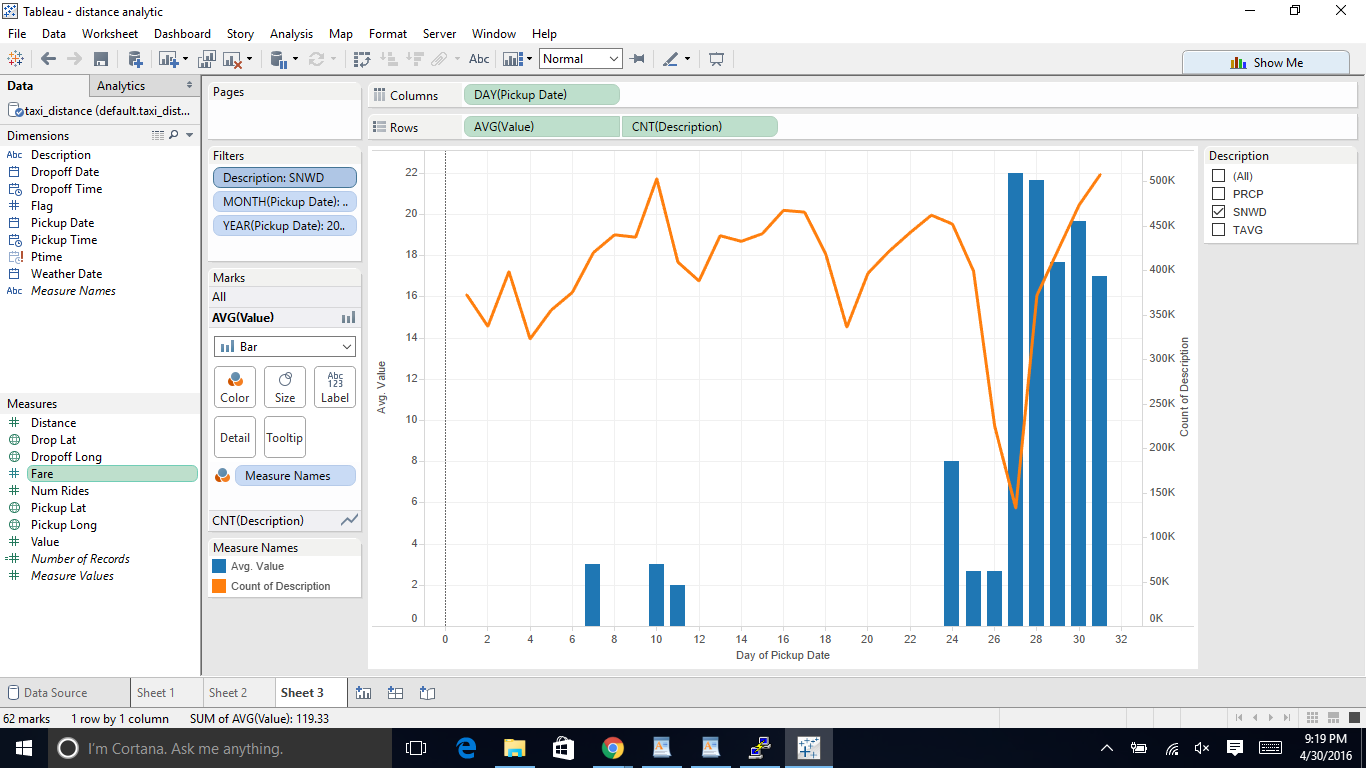 Tableau - distance analytic
File Data Worksheet Dashboard Story Analysis Map Format Server Window Help
Abc Normal Show Me
Data Analytics
taxi_distance (default.taxi_dist...
Dimensions
Abc Description
Dropoff Date
Dropoff Time
Flag
Pickup Date
Pickup Time
Ptime
Weather Date
Abc Measure Names
Measures
Distance
Drop Lat
Dropoff Long
Fare
Num Rides
Pickup Lat
Pickup Long
Value
Number of Records
Measure Values
Pages
Filters
Description: SNWD
MONTH(Pickup Date): ..
YEAR(Pickup Date): 20..
Marks
All
AVG(Value)
Bar
Color Size Abc 123 Label
Detail Tooltip
Measure Names
CNT(Description)
Measure Names
Avg. Value
Count of Description
Columns DAY(Pickup Date)
Rows AVG(Value) CNT(Description)
Avg. Value
22
20
18
16
14
12
10
8
6
4
2
0
500K
450K
400K
350K
300K
250K
200K
150K
100K
50K
0K
Count of Description
0 2 4 6 8 10 12 14 16 18 20 22 24 26 28 30 32
Day of Pickup Date
Description
(All)
PRCP
SNWD
TAVG
Data Source Sheet 1 Sheet 2 Sheet 3
62 marks 1 row by 1 column SUM of AVG(Value): 119.33
I'm Cortana. Ask me anything.
9:19 PM
4/30/2016